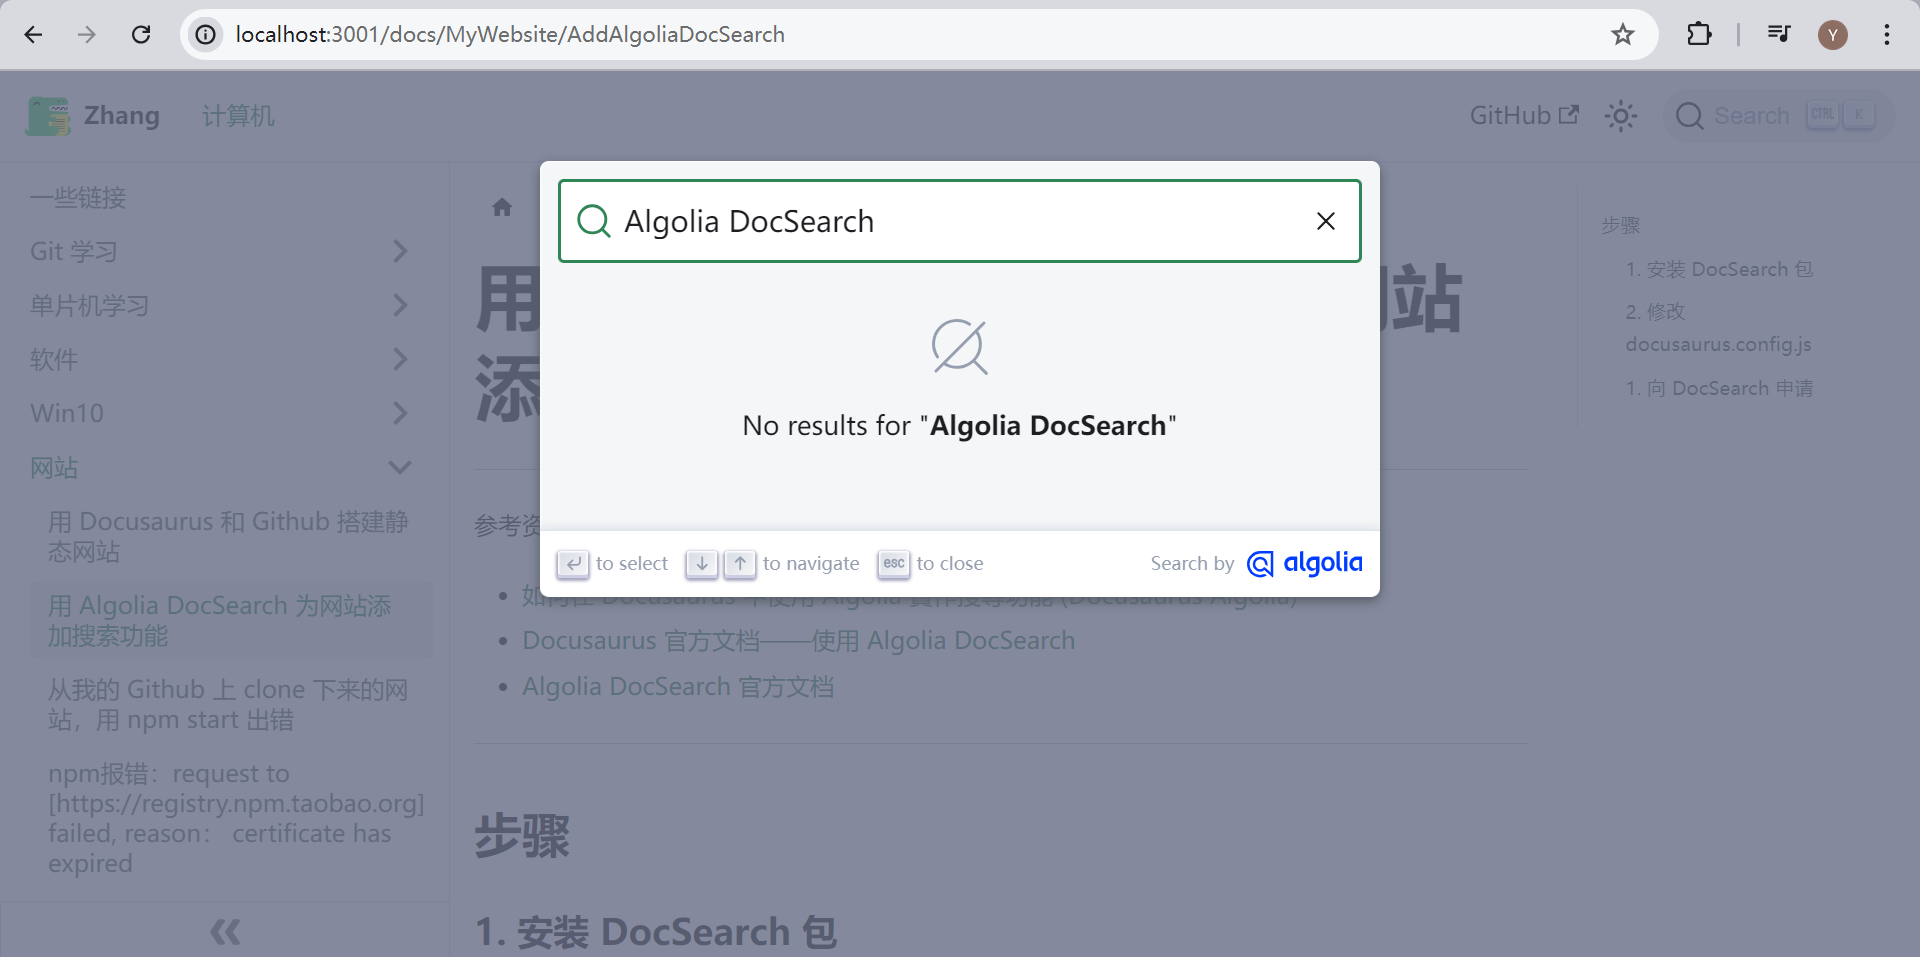 localhost:3001/docs/MyWebsite/AddAlgoliaDocSearch
Y
Zhang
计算机
GitHub
Search
CTRL
K
一些链接
Git 学习
单片机学习
软件
Win10
网站
用 Docusaurus 和 Github 搭建静
态网站
用 Algolia DocSearch 为网站添
加搜索功能
从我的 Github 上 clone 下来的网
站，用 npm start 出错
npm报错：request to
[https://registry.npm.taobao.org]
failed, reason： certificate has
expired
Algolia DocSearch
No results for "Algolia DocSearch"
to select
to navigate
esc to close
Search by algolia
用
站
添
参考资
如何在 Docusaurus 中使用 Algolia 實作搜尋功能 (Docusaurus Algolia)
Docusaurus 官方文档——使用 Algolia DocSearch
Algolia DocSearch 官方文档
步骤
1. 安装 DocSearch 包
步骤
1. 安装 DocSearch 包
2. 修改
docusaurus.config.js
1. 向 DocSearch 申请